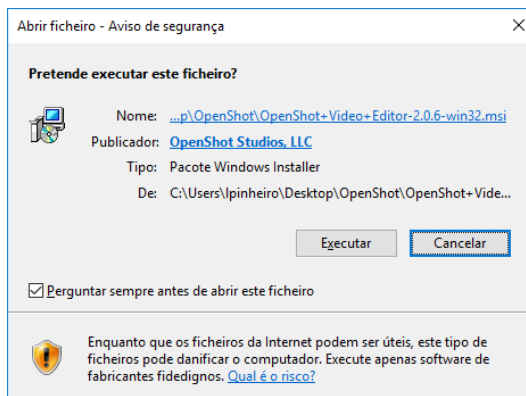 Abrir ficheiro - Aviso de segurança
Pretende executar este ficheiro?
Nome: ...p\OpenShot\OpenShot+Video+Editor-2.0.6-win32.msi
Publicador: OpenShot Studios, LLC
Tipo: Pacote Windows Installer
De: C:\Users\lpinheiro\Desktop\OpenShot\OpenShot+Vide...
Executar Cancelar
Perguntar sempre antes de abrir este ficheiro
Enquanto que os ficheiros da Internet podem ser úteis, este tipo de
ficheiros pode danificar o computador. Execute apenas software de
fabricantes fidedignos. Qual é o risco?